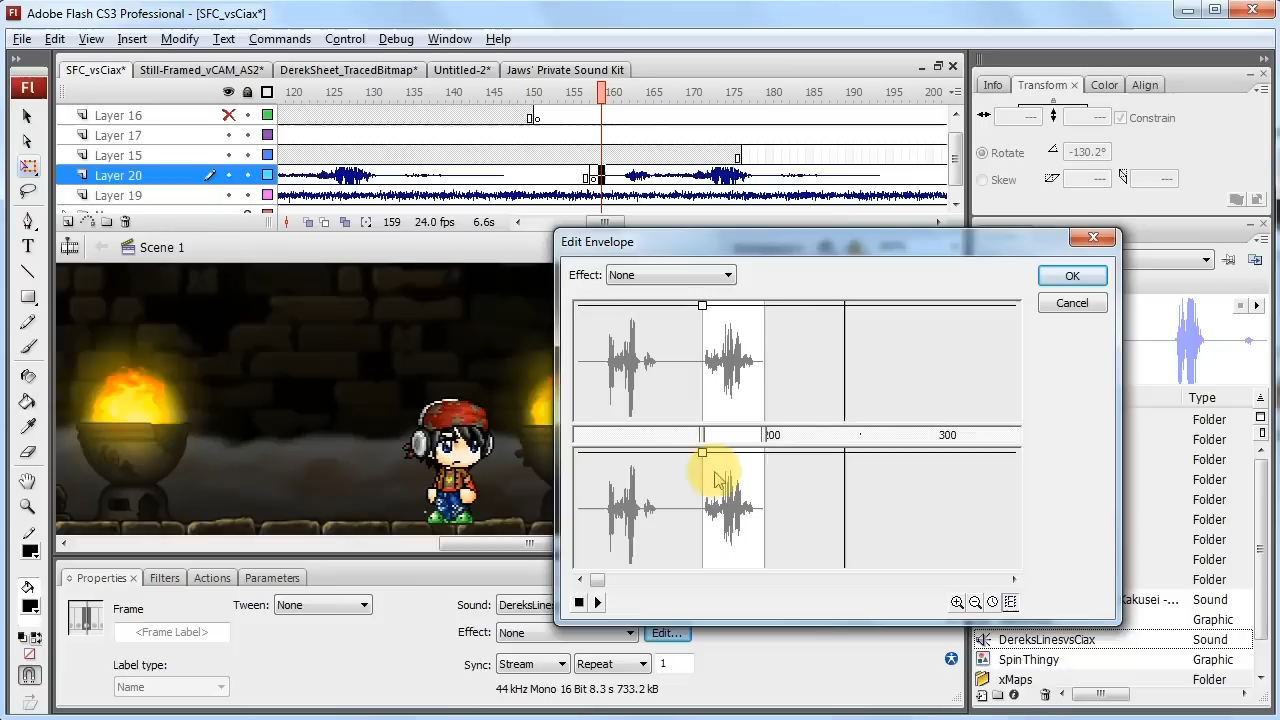 Adobe Flash CS3 Professional - [SFC_vsCiax*]
File Edit View Insert Modify Text Commands Control Debug Window Help
SFC_vsCiax* Still-Framed_vCAM_AS2* DerekSheet_TracedBitmap* Untitled-2* Jaws' Private Sound Kit
Info Transform Color Align
120 125 130 135 140 145 150 155 160 165 170 175 180 185 190 195 200
Layer 16
Constrain
Layer 17
Layer 15
Rotate -130.2°
Layer 20
Skew
Layer 19
159 24.0 fps 6.6s
Scene 1
Edit Envelope
Effect: None
OK
Cancel
Type
Folder
Folder
200 300
Folder
Folder
Folder
Folder
Folder
Folder
Folder
Properties Filters Actions Parameters
Frame
Tween: None
Sound: DereksLines
<Frame Label>
Effect: None Edit...
Label type:
Name
Sync: Stream Repeat 1
44 kHz Mono 16 Bit 8.3 s 733.2 kB
Kakusei -... Sound
Graphic
DereksLinesvsCiax Sound
SpinThingy Graphic
xMaps Folder